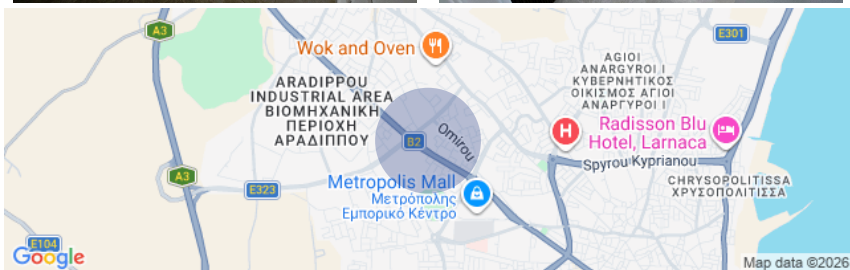 A3
E301
Wok and Oven
AGIOI
ANARGYROI I
ΚΥΒΕΡΝΗΤΙΚΟΣ
ΟΙΚΙΣΜΟΣ ΑΓΙΟΙ
ΑΝΑΡΓΥΡΟΙ Ι
ARADIPPOU
INDUSTRIAL AREA
ΒΙΟΜΗΧΑΝΙΚΗ
ΠΕΡΙΟΧΗ
ΑΡΑΔΙΠΠΟΥ
B2
Omirou
H
Radisson Blu
Hotel, Larnaca
Spyrou Kyprianou
A3
E323
Metropolis Mall
Μετρόπολης
Εμπορικό Κέντρο
CHRYSOPOLITISSA
ΧΡΥΣΟΠΟΛΙΤΙΣΣΑ
E104
Google
Map data ©2026